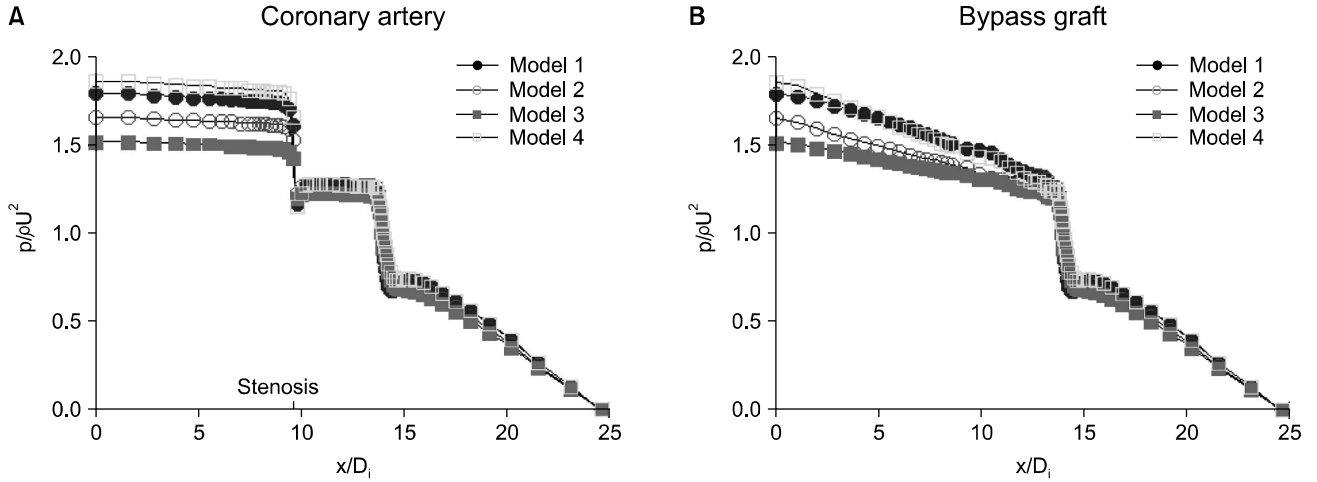 A
Coronary artery
2.0
1.5
1.0
0.5
0.0
p/ρU²
Model 1
Model 2
Model 3
Model 4
Stenosis
0 5 10 15 20 25
x/Dᵢ
B
Bypass graft
2.0
1.5
1.0
0.5
0.0
p/ρU²
Model 1
Model 2
Model 3
Model 4
0 5 10 15 20 25
x/Dᵢ